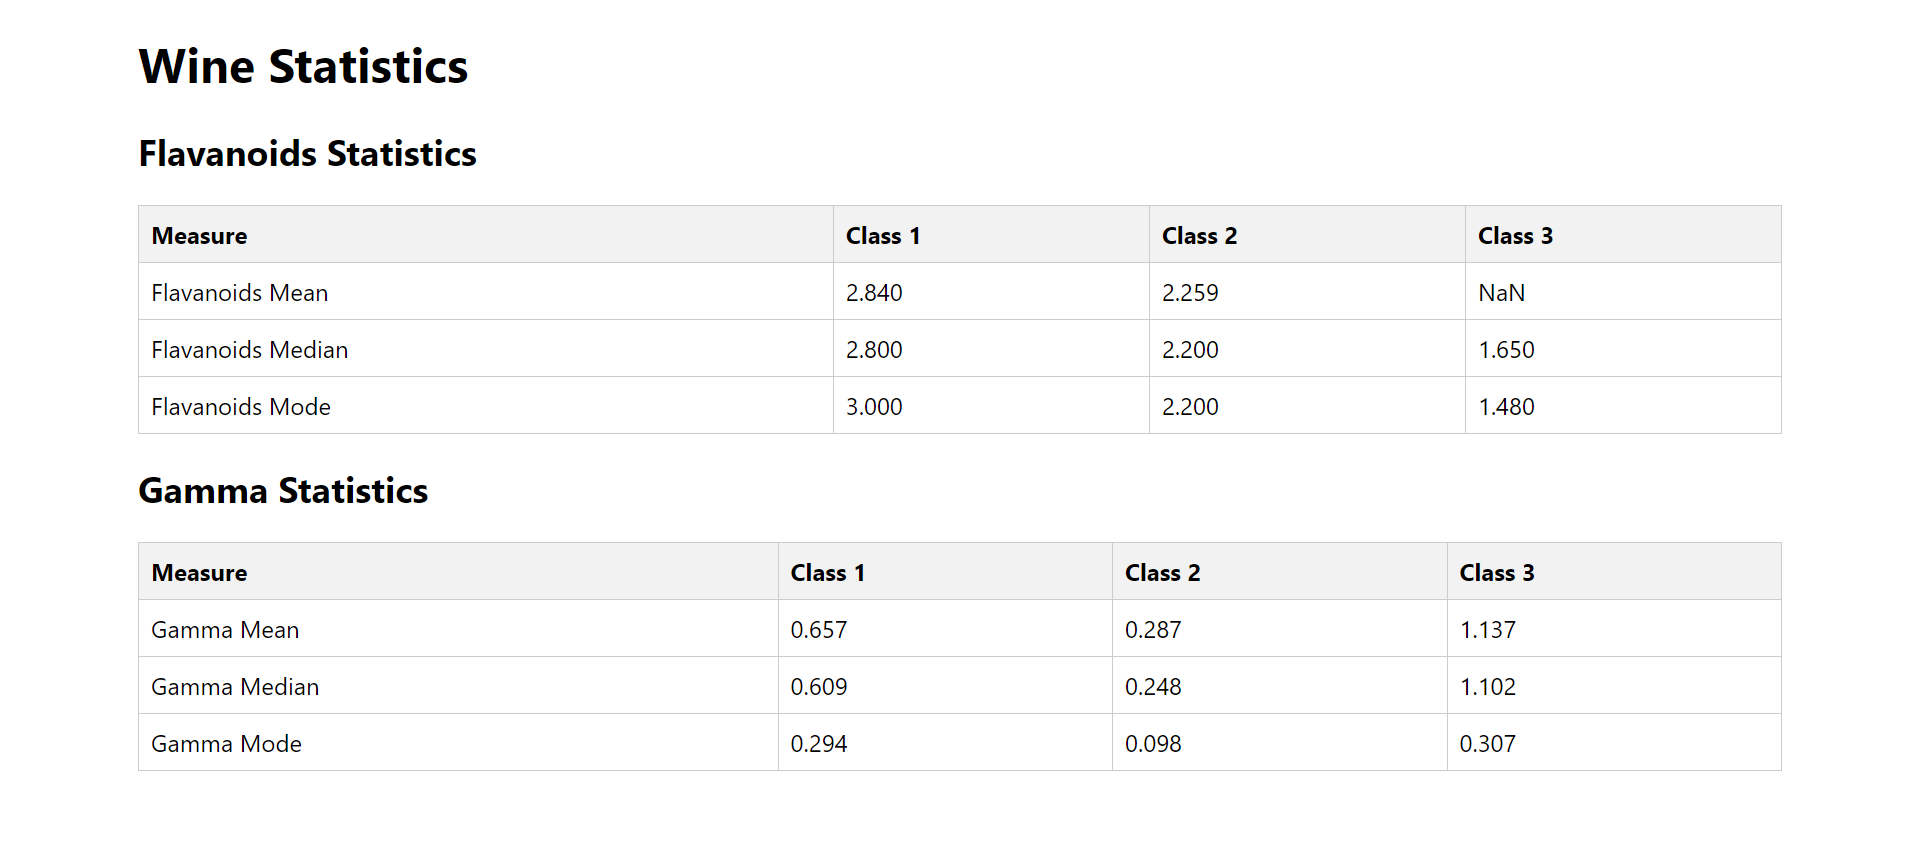 Wine Statistics
Flavanoids Statistics
Measure Class 1 Class 2 Class 3
Flavanoids Mean 2.840 2.259 NaN
Flavanoids Median 2.800 2.200 1.650
Flavanoids Mode 3.000 2.200 1.480
Gamma Statistics
Measure Class 1 Class 2 Class 3
Gamma Mean 0.657 0.287 1.137
Gamma Median 0.609 0.248 1.102
Gamma Mode 0.294 0.098 0.307